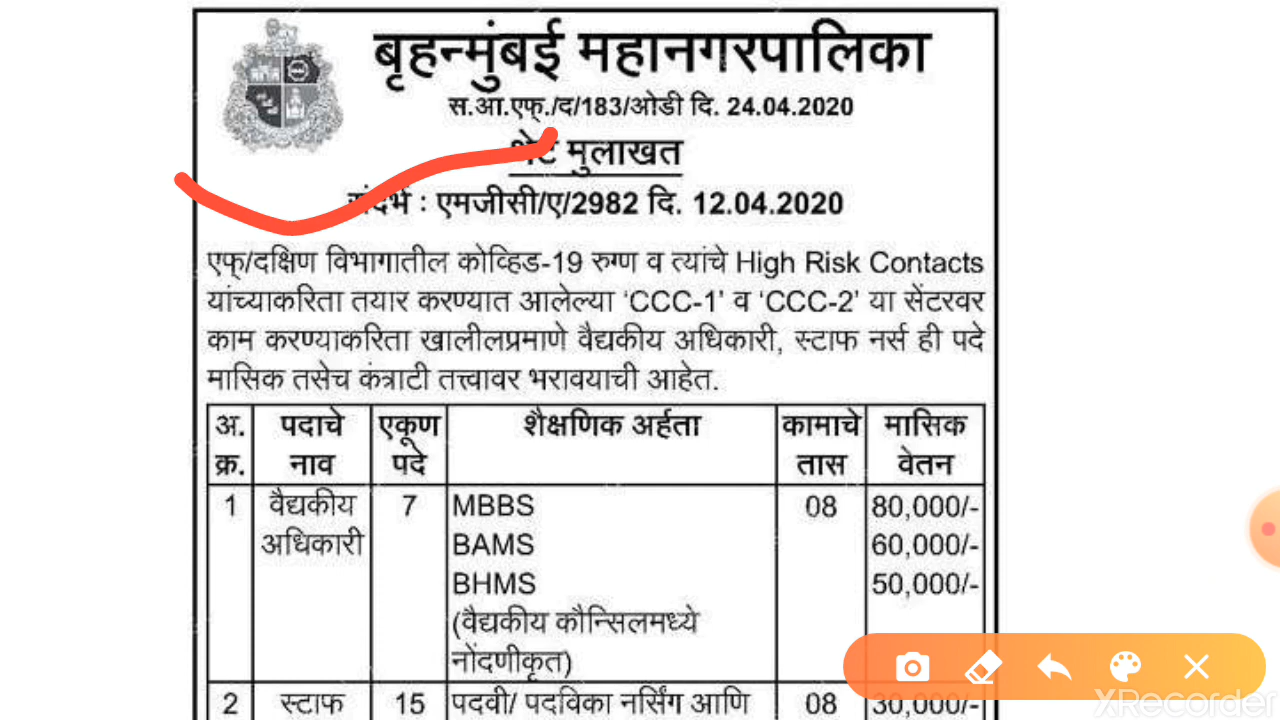 बृहन्मुंबई महानगरपालिका
स.आ.एफ्./द/183/ओडी दि. 24.04.2020
भेट मुलाखत
संदर्भ : एमजीसी/ए/2982 दि. 12.04.2020
एफ्/दक्षिण विभागातील कोव्हिड-19 रुग्ण व त्यांचे High Risk Contacts
यांच्याकरिता तयार करण्यात आलेल्या ‘CCC-1’ व ‘CCC-2’ या सेंटरवर
काम करण्याकरिता खालीलप्रमाणे वैद्यकीय अधिकारी, स्टाफ नर्स ही पदे
मासिक तसेच कंत्राटी तत्त्वावर भरावयाची आहेत.
अ. पदाचे एकूण शैक्षणिक अर्हता कामाचे मासिक
क्र. नाव पदे तास वेतन
1 वैद्यकीय 7 MBBS 08 80,000/-
अधिकारी BAMS 60,000/-
BHMS 50,000/-
(वैद्यकीय कौन्सिलमध्ये
नोंदणीकृत)
2 स्टाफ 15 पदवी/ पदविका नर्सिंग आणि 08 30,000/-
XRecorder